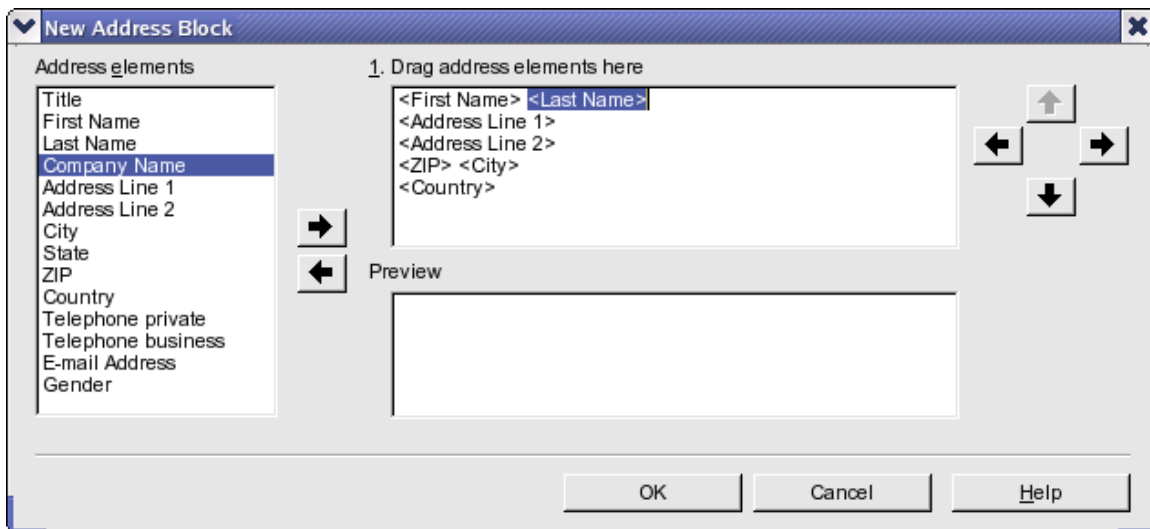 New Address Block
Address elements
Title
First Name
Last Name
Company Name
Address Line 1
Address Line 2
City
State
ZIP
Country
Telephone private
Telephone business
E-mail Address
Gender
1. Drag address elements here
<First Name> <Last Name>
<Address Line 1>
<Address Line 2>
<ZIP> <City>
<Country>
Preview
OK
Cancel
Help